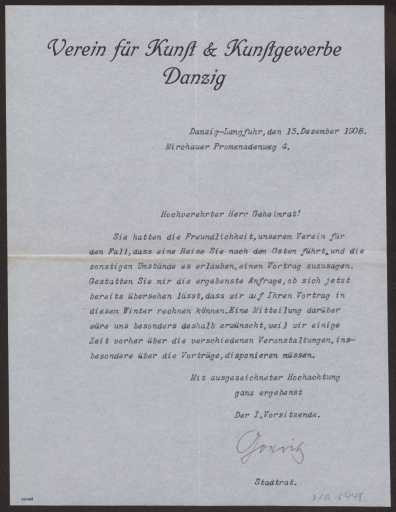 Verein für Kunst & Kunstgewerbe
Danzig
Danzig-Langfuhr, den 15. Dezember 1908.
Mirchauer Promenadenweg 4.
Hochverehrter Herr Geheimrat!
Sie hatten die Freundlichkeit, unserem Verein für
den Fall, dass eine Reise Sie nach dem Osten führt, und die
sonstigen Umstände es erlauben, einen Vortrag zuzusagen.
Gestatten Sie mir die ergebenste Anfrage, ob sich jetzt
bereits übersehen lässt, dass wir auf Ihren Vortrag in
diesem Winter rechnen können. Eine Mitteilung darüber
wäre uns besonders deshalb erwünscht, weil wir einige
Zeit vorher über die verschiedenen Veranstaltungen, ins-
besondere über die Vorträge, disponieren müssen.
Mit ausgezeichneter Hochachtung
ganz ergebenst
Der I. Vorsitzende.
Stadtrat.